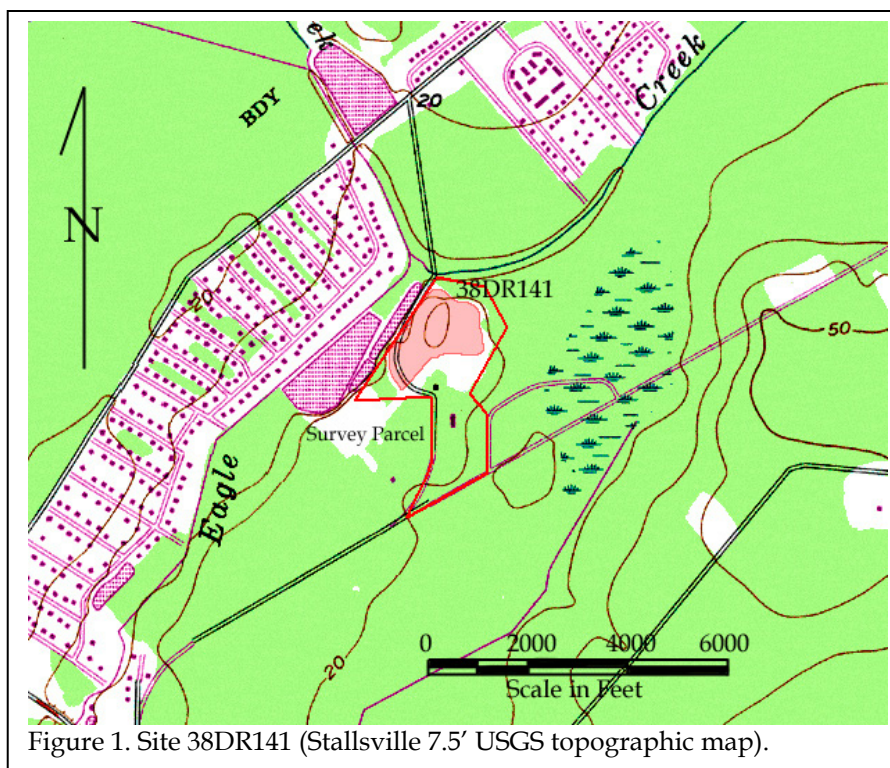 ek
20
BDY
Creek
N
38DR141
20
50
Survey Parcel
Eagle
20
0 2000 4000 6000
Scale in Feet
Figure 1. Site 38DR141 (Stallsville 7.5’ USGS topographic map).